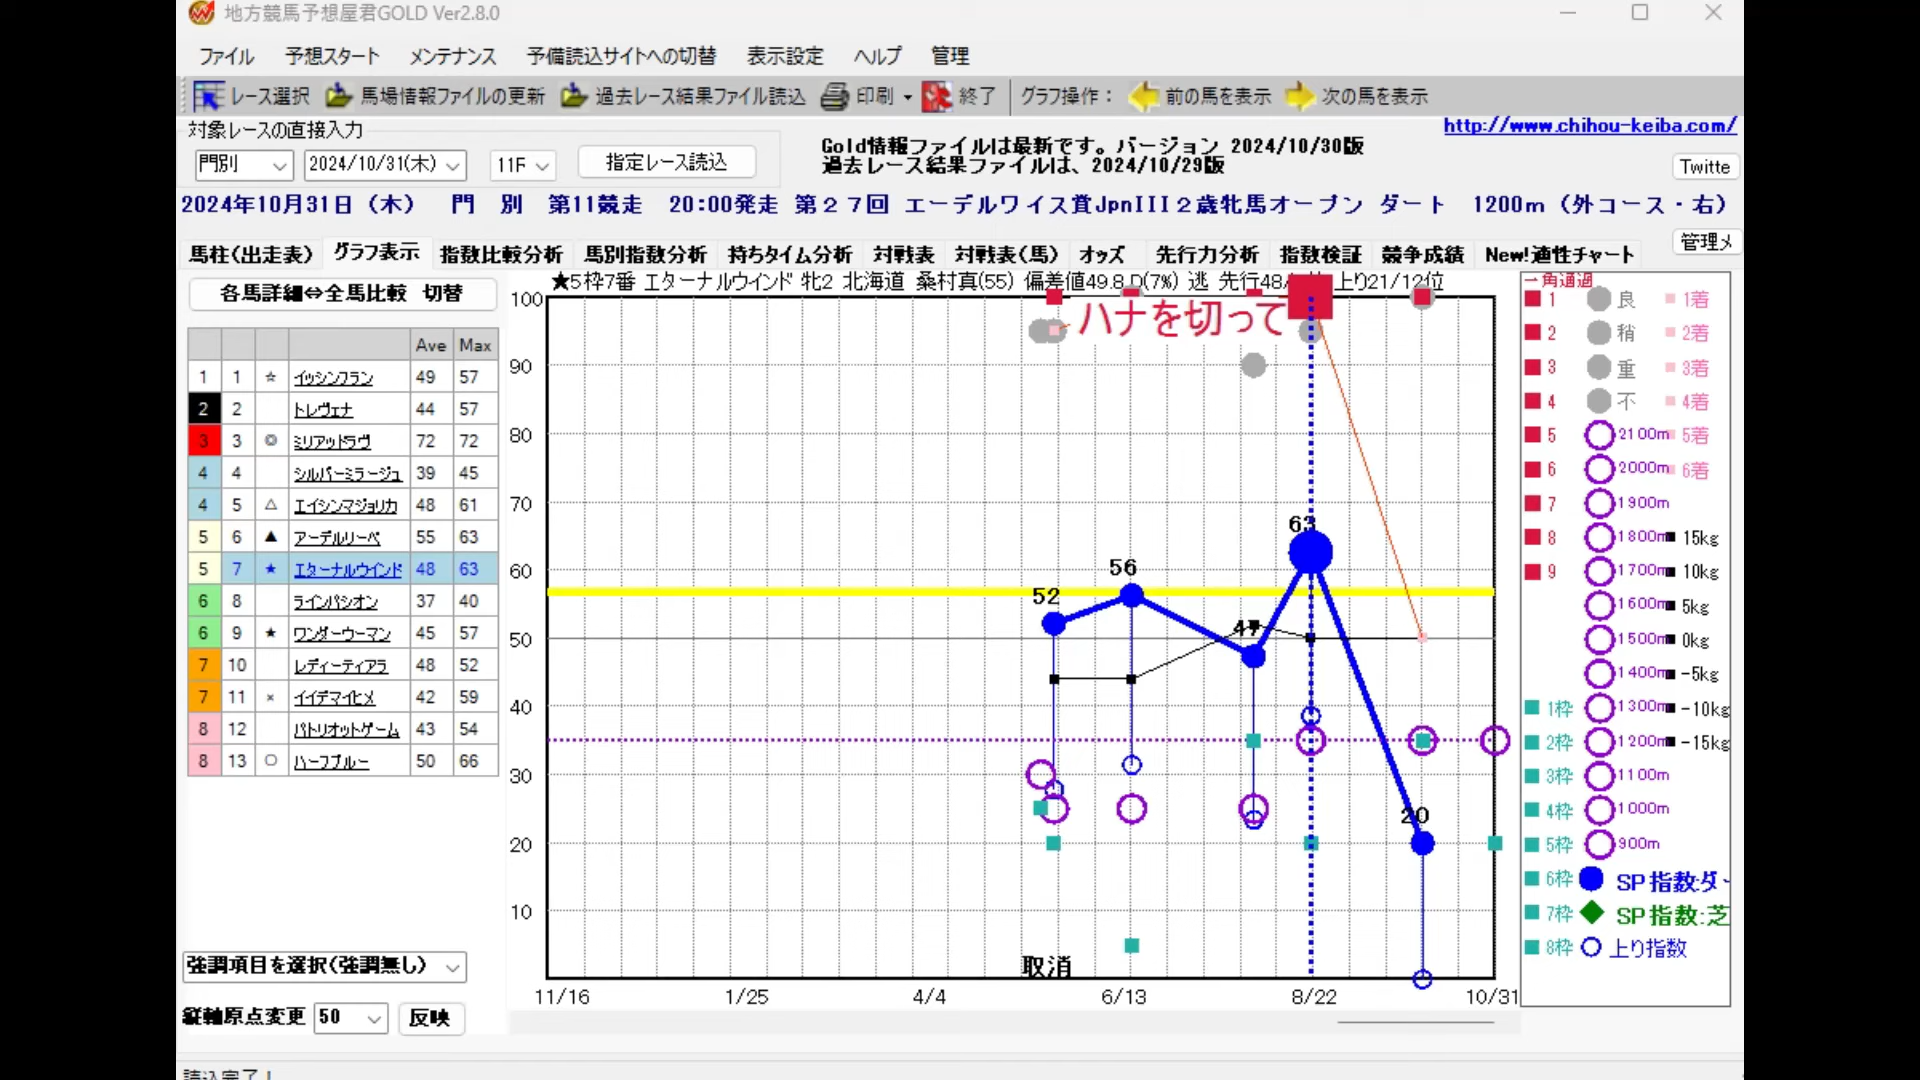 地方競馬予想屋君GOLD Ver2.8.0
ファイル 予想スタート メンテナンス 予備読込サイトへの切替 表示設定 ヘルプ 管理
レース選択 馬場情報ファイルの更新 過去レース結果ファイル読込 印刷 終了 グラフ操作： 前の馬を表示 次の馬を表示
対象レースの直接入力
http://www.chihou-keiba.com/
門別 2024/10/31(木) 11R 指定レース読込
Gold情報ファイルは最新です。バージョン 2024/10/30版
過去レース結果ファイルは、2024/10/29版
Twitte
2024年10月31日（木） 門 別 第11競走 20:00発走 第２７回 エーデルワイス賞JpnIII２歳牝馬オープン ダート 1200m（外コース・右）
馬柱(出走表) グラフ表示 指数比較分析 馬別指数分析 持ちタイム分析 対戦表 対戦表(馬) オッズ 先行力分析 指数検証 競争成績 New!適性チャート
管理メ
各馬詳細⇔全馬比較 切替
★5枠7番 エターナルウインド 牝2 北海道 桑村真(55) 偏差値49.8 D(7%) 逃 先行48/ 上り21/12位
ハナを切って
Ave Max
1 1 ☆ イッシンフラン 49 57
2 2 トレヴェナ 44 57
3 3 ◎ ミリアッドラヴ 72 72
4 4 シルバーミラージュ 39 45
4 5 △ エイシンマジョリカ 48 61
5 6 ▲ アーデルリーベ 55 63
5 7 ★ エターナルウインド 48 63
6 8 ラインパシオン 37 40
6 9 ★ ワンダーウーマン 45 57
7 10 レディーティアラ 48 52
7 11 × イイデマイヒメ 42 59
8 12 パトリオットゲーム 43 54
8 13 ○ ハーフブルー 50 66
強調項目を選択(強調無し)
縦軸原点変更 50 反映
100
90
80
70
60
50
40
30
20
10
52
56
47
63
20
取消
11/16 1/25 4/4 6/13 8/22 10/31
一角通過
1 良 1着
2 稍 2着
3 重 3着
4 不 4着
5 2100m 5着
6 2000m 6着
7 1900m
8 1800m 15kg
9 1700m 10kg
1600m 5kg
1500m 0kg
1400m -5kg
1枠 1300m -10kg
2枠 1200m -15kg
3枠 1100m
4枠 1000m
5枠 900m
6枠 SP指数:ダ
7枠 SP指数:芝
8枠 上り指数
読込完了！